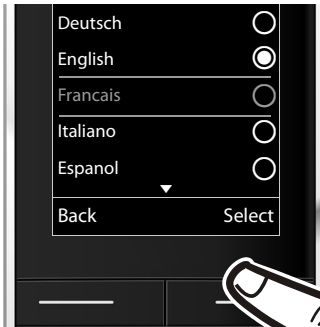 Deutsch
English
Francais
Italiano
Espanol
Back Select